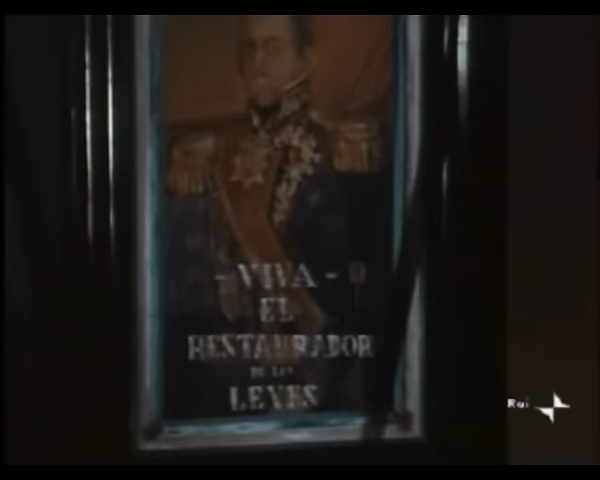 - VIVA -
EL
RESTAURADOR
DE LAS
LEYES
Rai